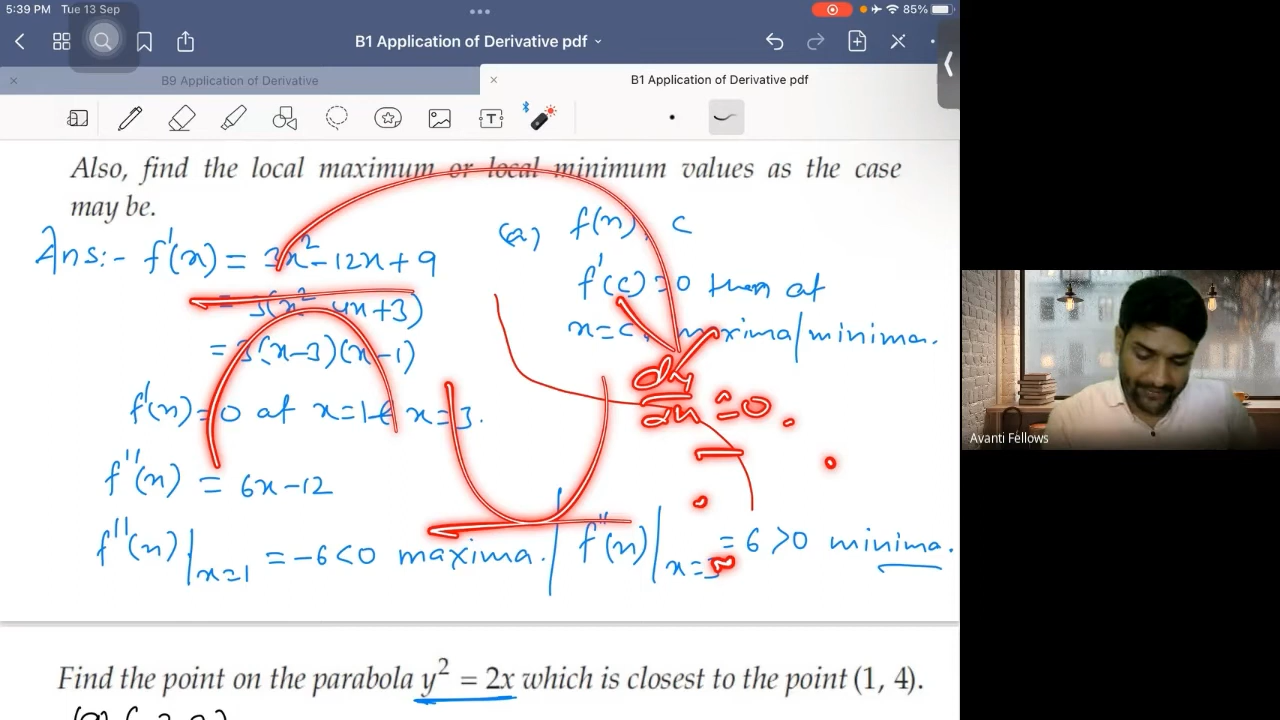 5:39 PM Tue 13 Sep
85%
B1 Application of Derivative pdf
B9 Application of Derivative
B1 Application of Derivative pdf
Also, find the local maximum or local minimum values as the case
may be.
Ans:- f'(x) = 3x² - 12x + 9
= 3(x² - 4x + 3)
= 3(x-3)(x-1)
f'(x) = 0 at x = 1 & x = 3.
f''(x) = 6x - 12
f''(x)|x=1 = -6 < 0 maxima. / f''(x)|x=3 = 6 > 0 minima.
(a) f(x), c
f'(c) = 0 then at
x = c, maxima/minima.
dy/dx = 0
Find the point on the parabola y² = 2x which is closest to the point (1, 4).
Avanti Fellows